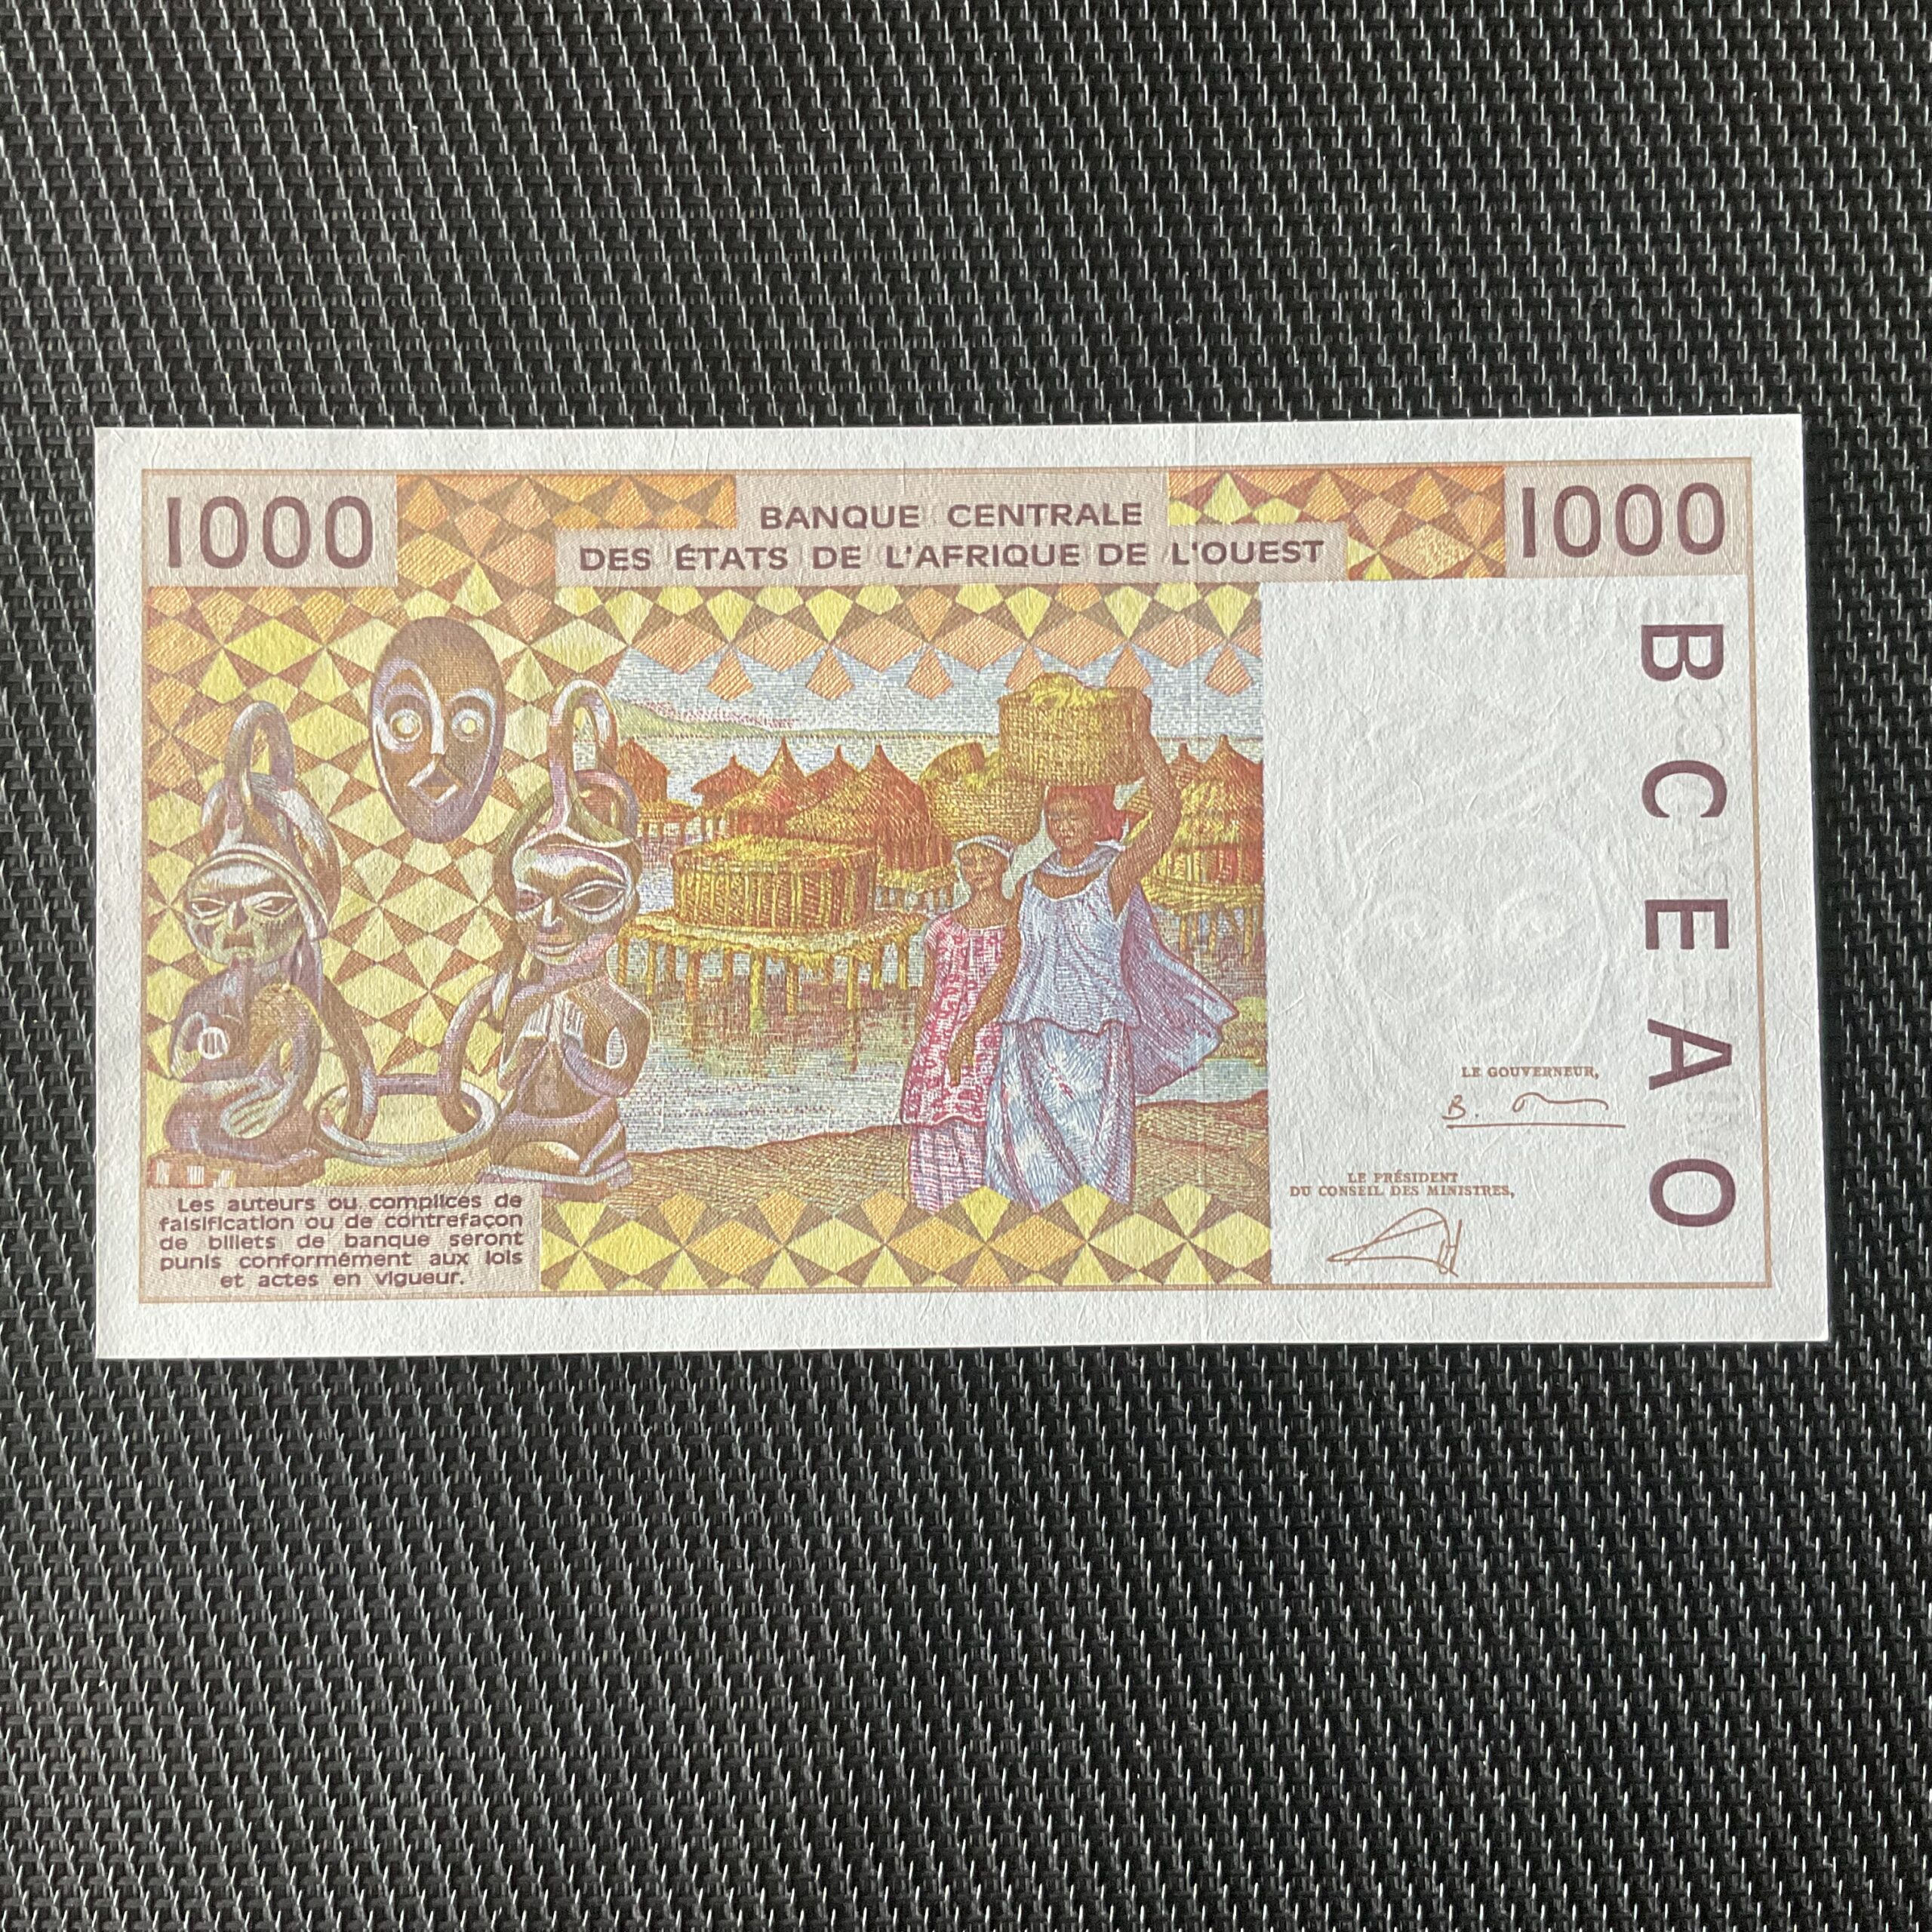 1000
BANQUE CENTRALE
DES ÉTATS DE L'AFRIQUE DE L'OUEST
1000
BCEAO
LE GOUVERNEUR,
LE PRÉSIDENT
DU CONSEIL DES MINISTRES,
Les auteurs ou complices de
falsification ou de contrefaçon
de billets de banque seront
punis conformément aux lois
et actes en vigueur.